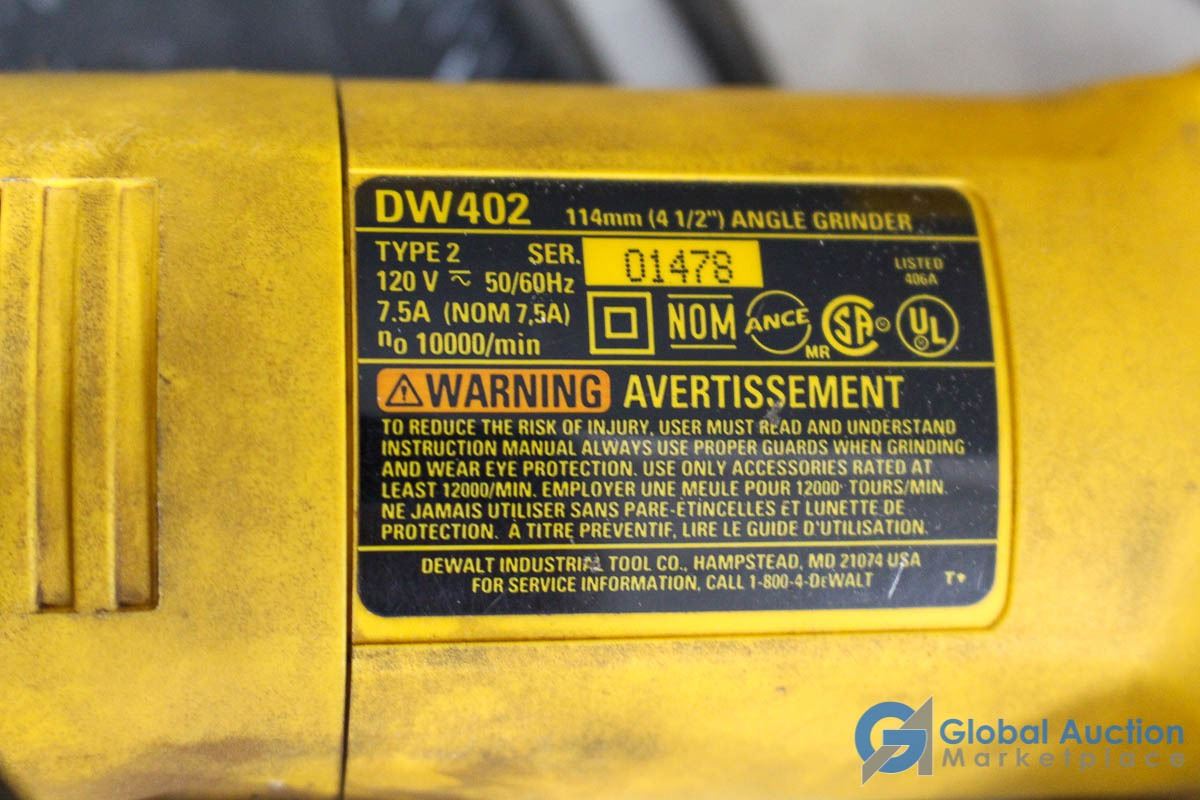 DW402 114mm (4 1/2") ANGLE GRINDER
TYPE 2 SER. 01478
120 V ⎓ ~ 50/60Hz
7.5A (NOM 7,5A)
no 10000/min
NOM ANCE SA UL
MR
LISTED
406A
⚠WARNING AVERTISSEMENT
TO REDUCE THE RISK OF INJURY, USER MUST READ AND UNDERSTAND
INSTRUCTION MANUAL ALWAYS USE PROPER GUARDS WHEN GRINDING
AND WEAR EYE PROTECTION. USE ONLY ACCESSORIES RATED AT
LEAST 12000/MIN. EMPLOYER UNE MEULE POUR 12000 TOURS/MIN.
NE JAMAIS UTILISER SANS PARE-ÉTINCELLES ET LUNETTE DE
PROTECTION. À TITRE PRÉVENTIF, LIRE LE GUIDE D'UTILISATION.
DEWALT INDUSTRIAL TOOL CO., HAMPSTEAD, MD 21074 USA
FOR SERVICE INFORMATION, CALL 1-800-4-DEWALT T
Global Auction
Marketplace